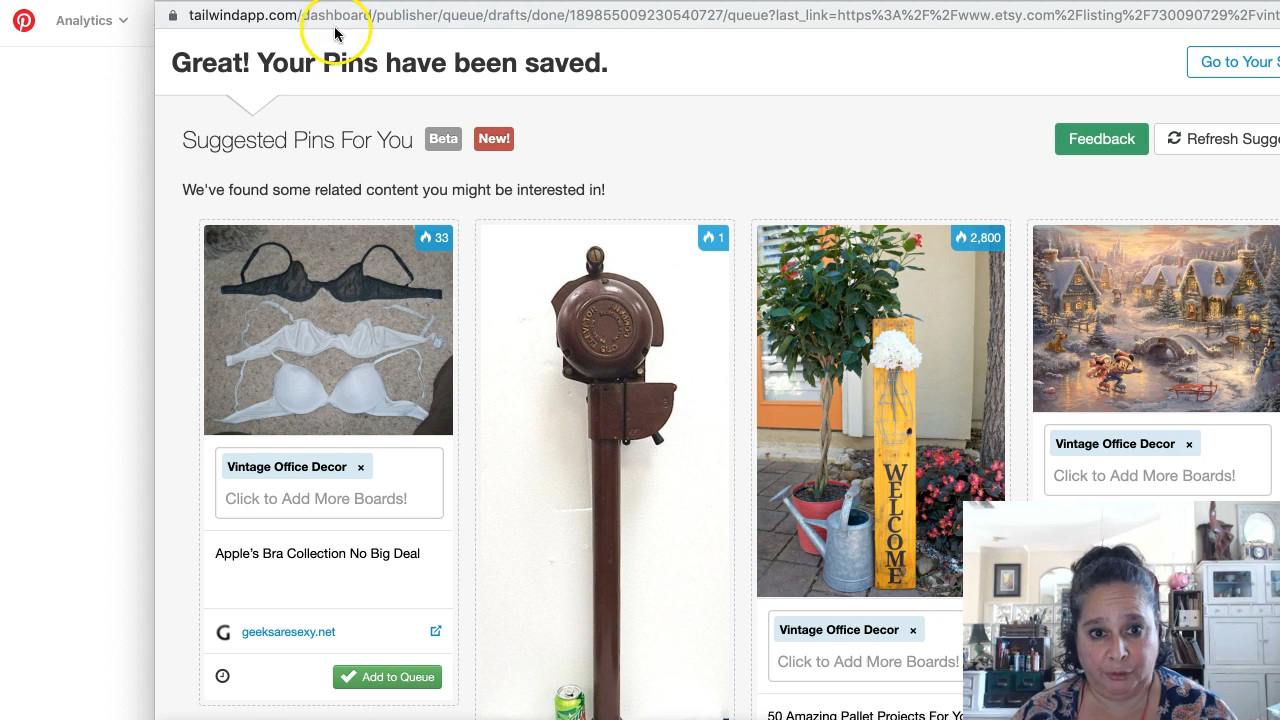 Analytics
tailwindapp.com/dashboard/publisher/queue/drafts/done/189855009230540727/queue?last_link=https%3A%2F%2Fwww.etsy.com%2Flisting%2F730090729%2Fvin
Great! Your Pins have been saved.
Go to Your S
Suggested Pins For You Beta New!
Feedback
Refresh Sugge
We've found some related content you might be interested in!
33
1
2,800
WELCOME
Vintage Office Decor ×
Click to Add More Boards!
Apple's Bra Collection No Big Deal
geeksaresexy.net
Add to Queue
Vintage Office Decor ×
Click to Add More Boards!
50 Amazing Pallet Projects For Yo
Vintage Office Decor ×
Click to Add More Boards!